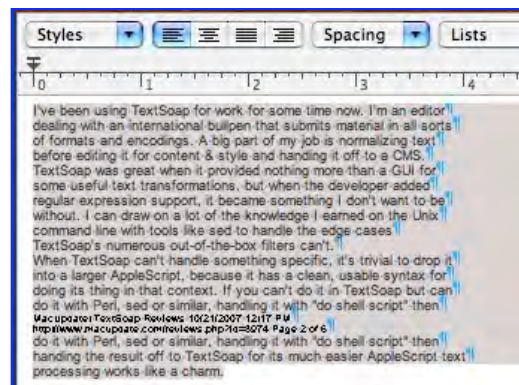 Styles Spacing Lists
0 1 2 3 4
I've been using TextSoap for work for some time now. I'm an editor¶
dealing with an international bullpen that submits material in all sorts¶
of formats and encodings. A big part of my job is normalizing text¶
before editing it for content & style and handing it off to a CMS.¶
TextSoap was great when it provided nothing more than a GUI for¶
some useful text transformations, but when the developer added¶
regular expression support, it became something I don't want to be¶
without. I can draw on a lot of the knowledge I earned on the Unix¶
command line with tools like sed to handle the edge cases¶
TextSoap's numerous out-of-the-box filters can't.¶
When TextSoap can't handle something specific, it's trivial to drop it¶
into a larger AppleScript, because it has a clean, usable syntax for¶
doing its thing in that context. If you can't do it in TextSoap but can¶
do it with Perl, sed or similar, handling it with "do shell script" then¶
Macupdater TextSoap Reviews 10/21/2007 12:17 PM
http://www.macupdate.com/reviews.php?id=8974 Page 2 of 6¶
do it with Perl, sed or similar, handling it with "do shell script" then¶
handing the result off to TextSoap for its much easier AppleScript text¶
processing works like a charm.